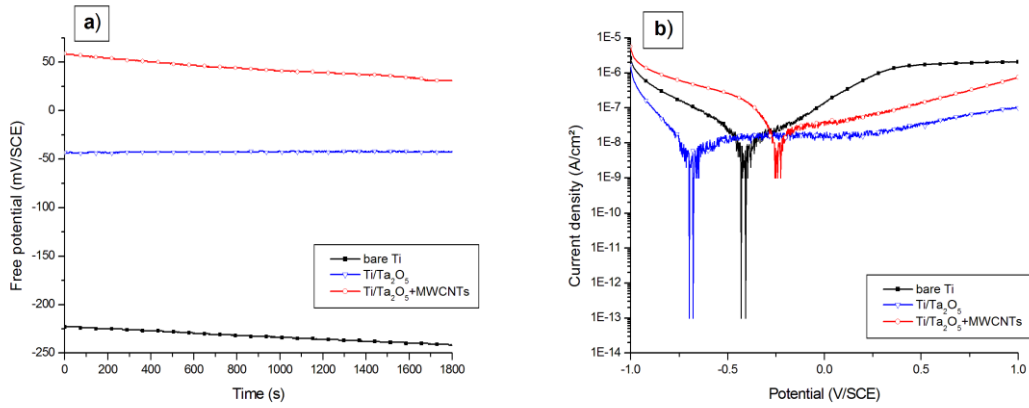 a)
Free potential (mV/SCE)
50
0
-50
-100
-150
-200
-250
0 200 400 600 800 1000 1200 1400 1600 1800
Time (s)
bare Ti
Ti/Ta₂O₅
Ti/Ta₂O₅+MWCNTs
b)
Current density (A/cm²)
1E-5
1E-6
1E-7
1E-8
1E-9
1E-10
1E-11
1E-12
1E-13
1E-14
-1.0 -0.5 0.0 0.5 1.0
Potential (V/SCE)
bare Ti
Ti/Ta₂O₅
Ti/Ta₂O₅+MWCNTs